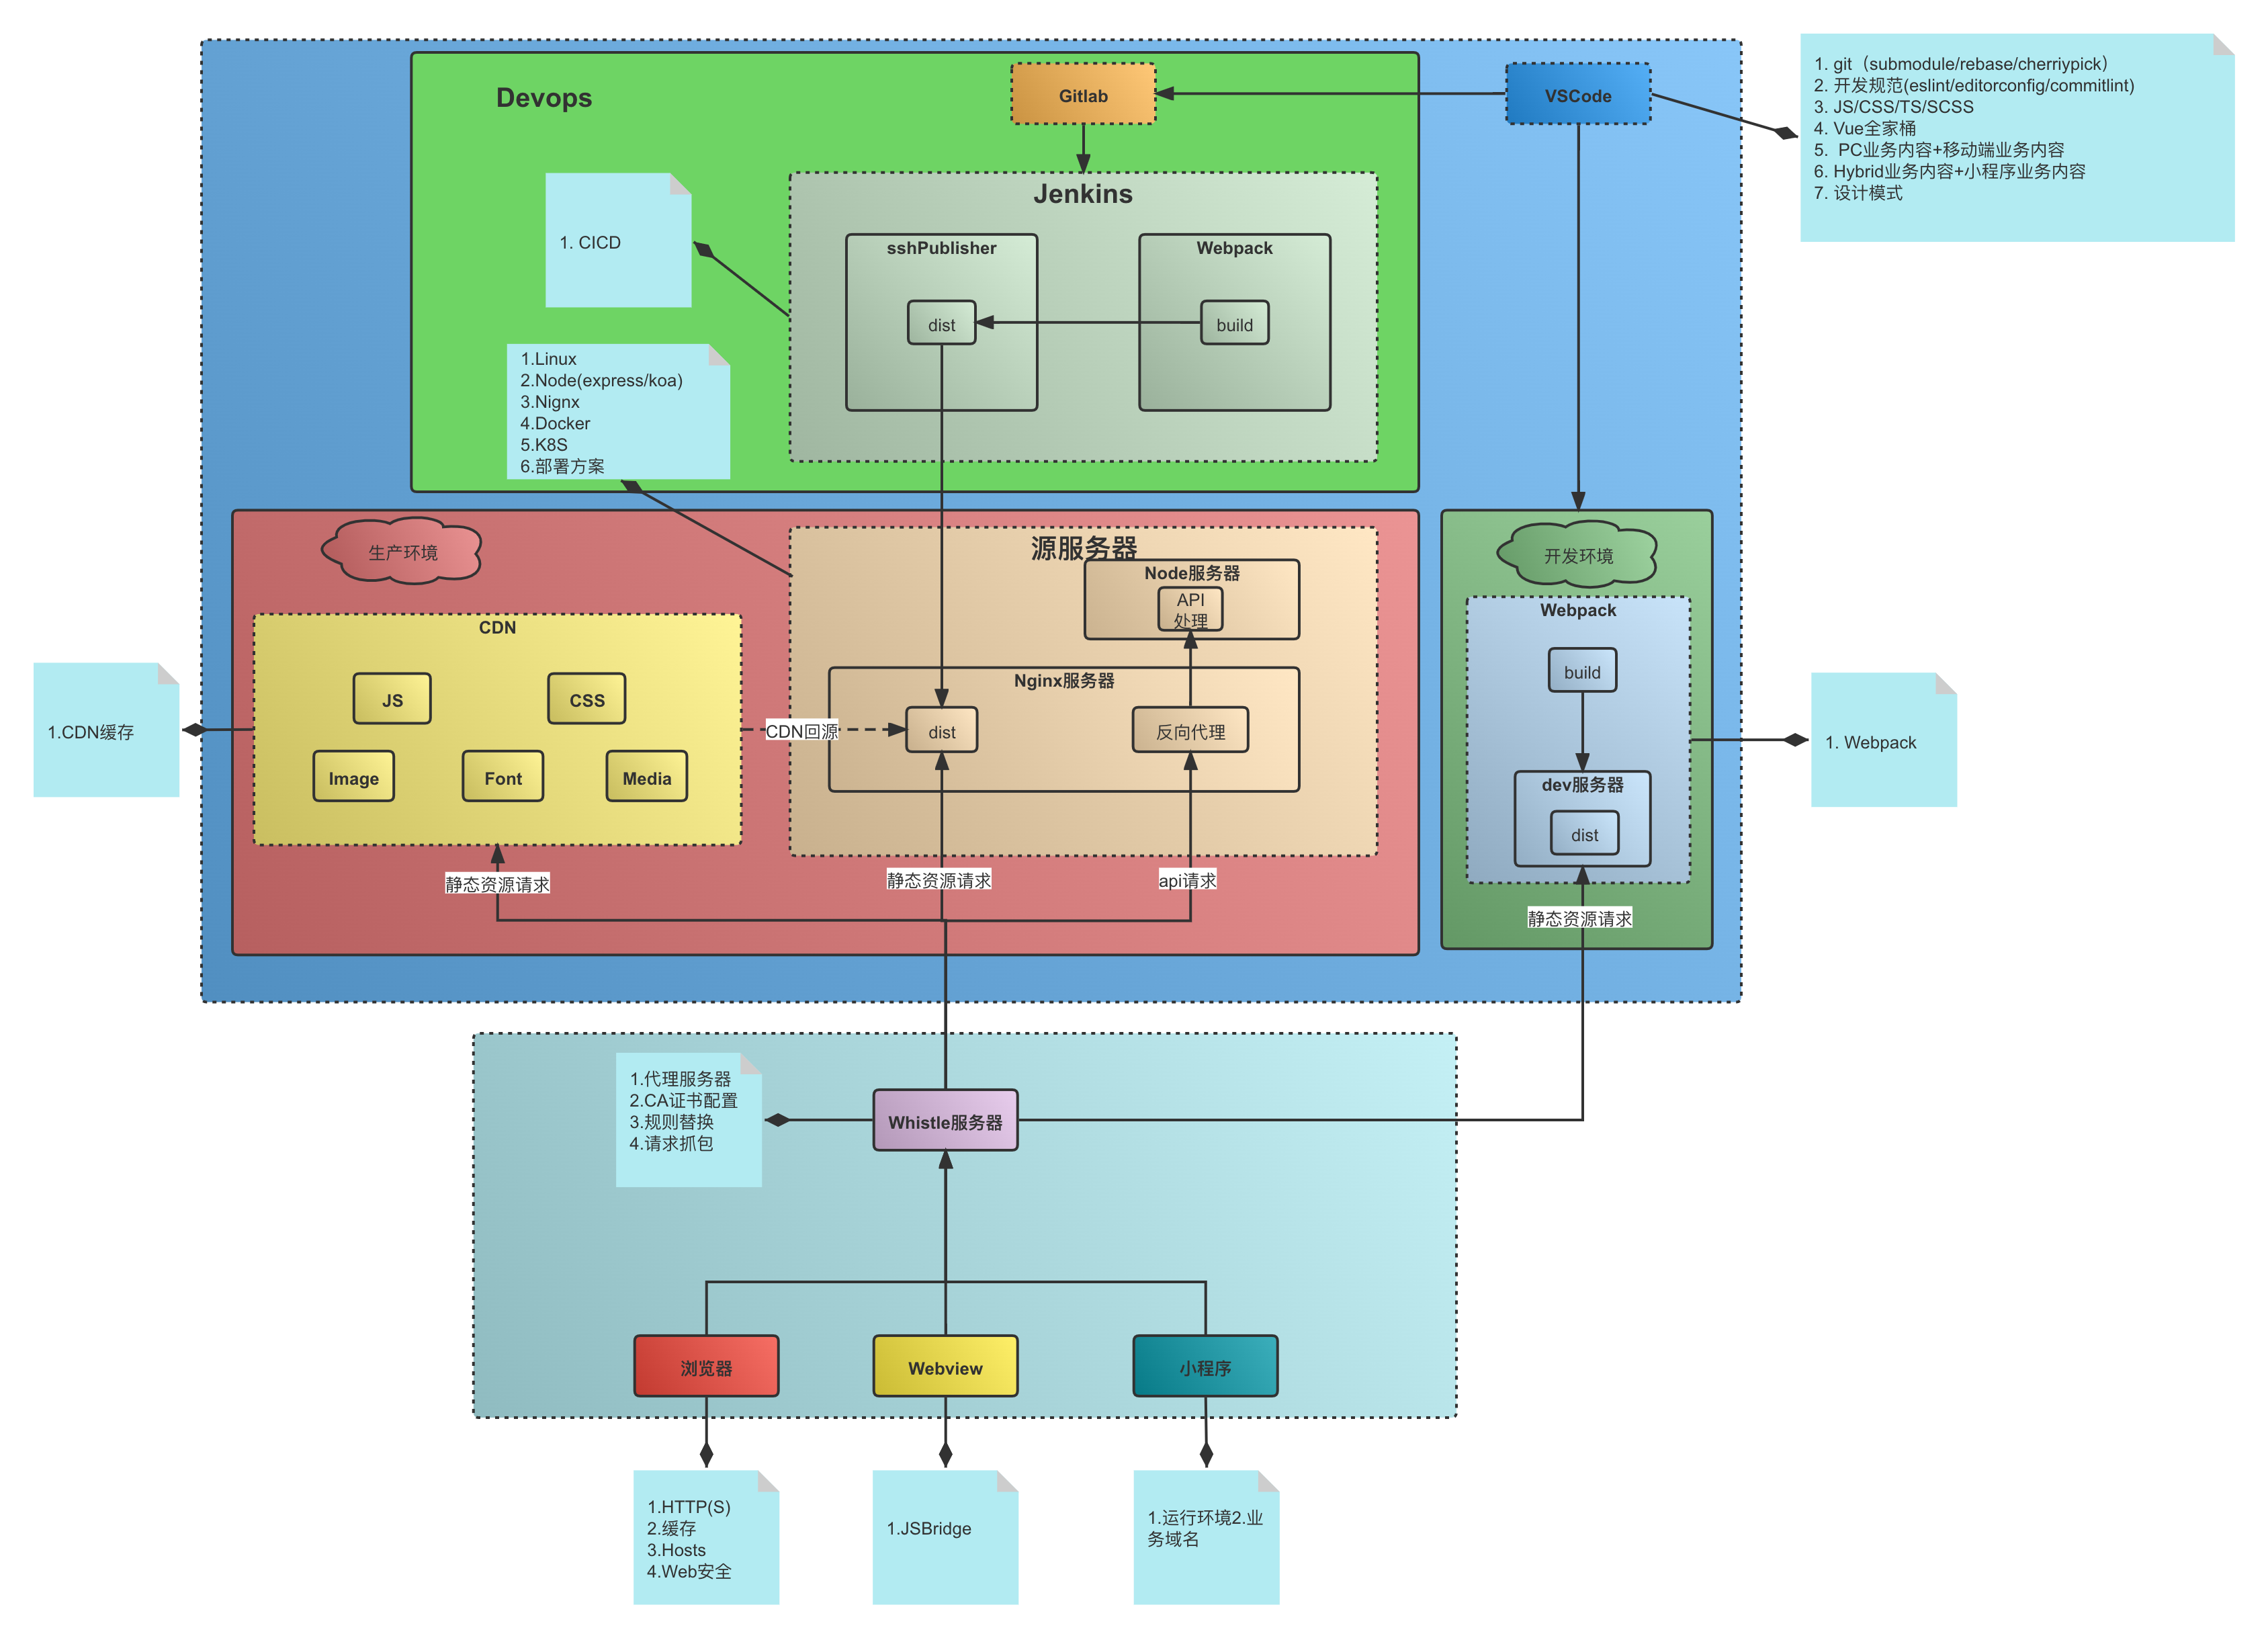 Devops
Gitlab
VSCode
1. git（submodule/rebase/cherriypick）
2. 开发规范(eslint/editorconfig/commitlint)
3. JS/CSS/TS/SCSS
4. Vue全家桶
5.  PC业务内容+移动端业务内容
6. Hybrid业务内容+小程序业务内容
7. 设计模式
Jenkins
1. CICD
sshPublisher
Webpack
dist
build
1.Linux
2.Node(express/koa)
3.Nignx
4.Docker
5.K8S
6.部署方案
生产环境
源服务器
Node服务器
API
处理
开发环境
Webpack
build
dev服务器
dist
CDN
JS
CSS
Image
Font
Media
CDN回源
Nginx服务器
dist
反向代理
1.CDN缓存
1. Webpack
静态资源请求
静态资源请求
api请求
静态资源请求
1.代理服务器
2.CA证书配置
3.规则替换
4.请求抓包
Whistle服务器
浏览器
Webview
小程序
1.HTTP(S)
2.缓存
3.Hosts
4.Web安全
1.JSBridge
1.运行环境2.业
务域名